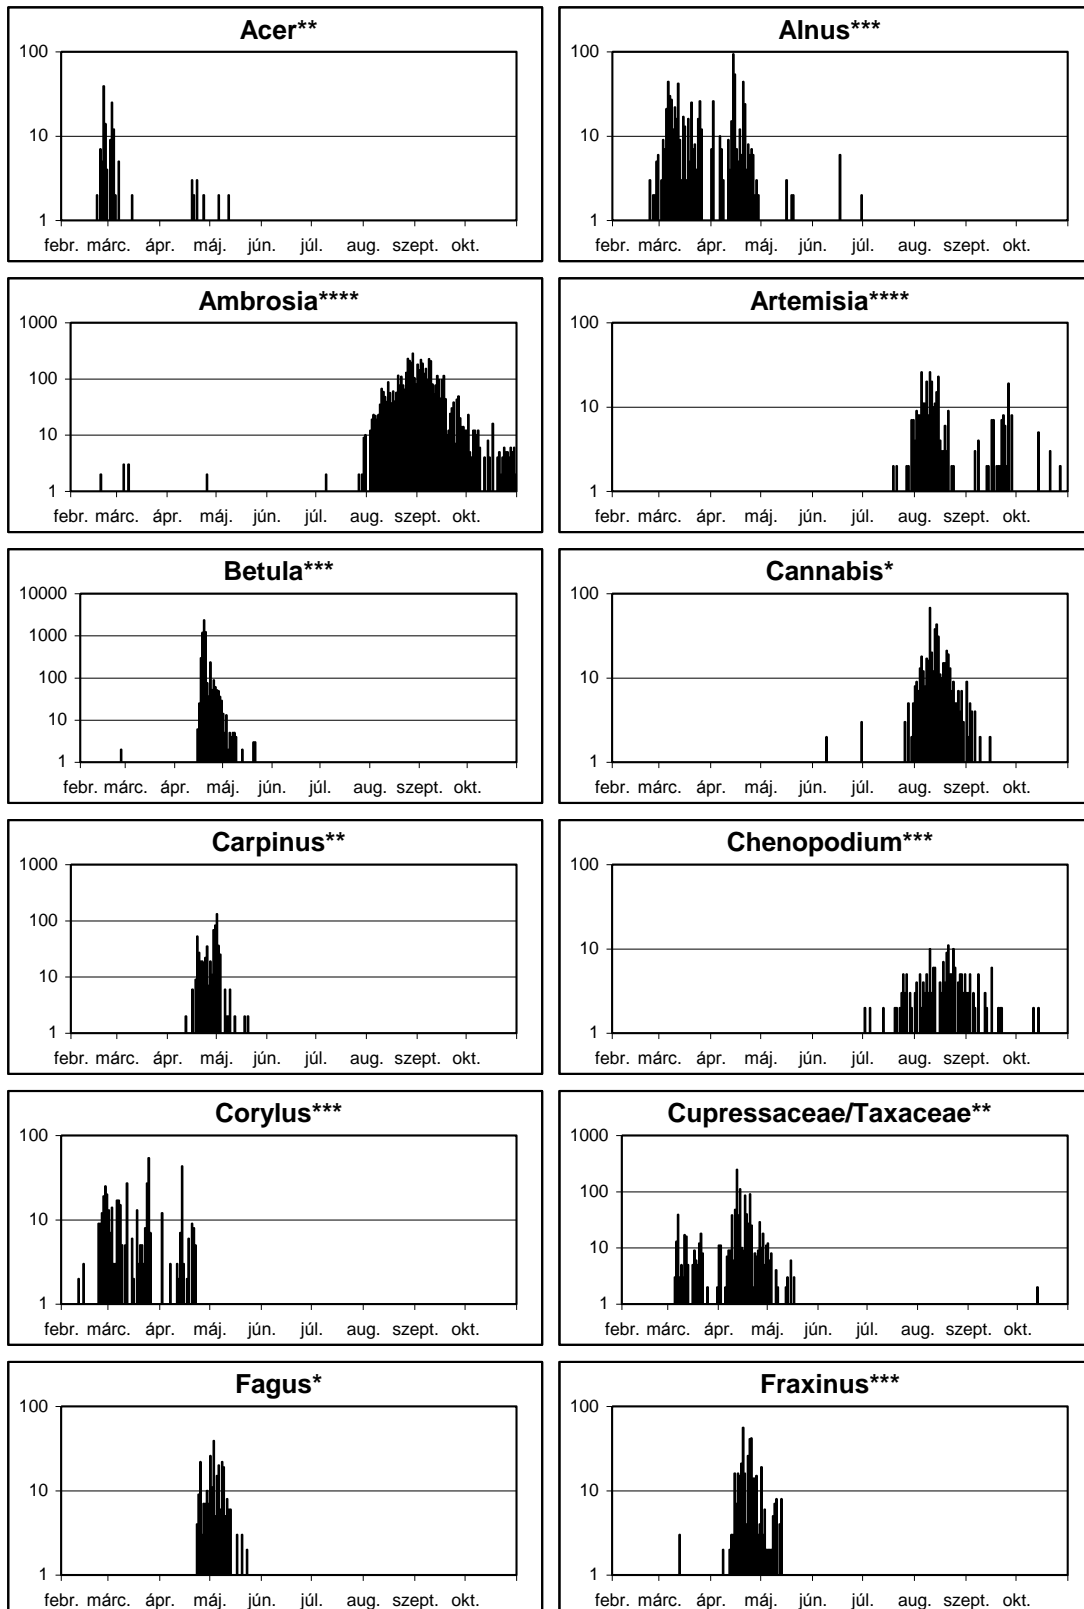 Acer**
100
10
1
febr. márc. ápr. máj. jún. júl. aug. szept. okt.
Alnus***
100
10
1
febr. márc. ápr. máj. jún. júl. aug. szept. okt.
Ambrosia****
1000
100
10
1
febr. márc. ápr. máj. jún. júl. aug. szept. okt.
Artemisia****
100
10
1
febr. márc. ápr. máj. jún. júl. aug. szept. okt.
Betula***
10000
1000
100
10
1
febr. márc. ápr. máj. jún. júl. aug. szept. okt.
Cannabis*
100
10
1
febr. márc. ápr. máj. jún. júl. aug. szept. okt.
Carpinus**
1000
100
10
1
febr. márc. ápr. máj. jún. júl. aug. szept. okt.
Chenopodium***
100
10
1
febr. márc. ápr. máj. jún. júl. aug. szept. okt.
Corylus***
100
10
1
febr. márc. ápr. máj. jún. júl. aug. szept. okt.
Cupressaceae/Taxaceae**
1000
100
10
1
febr. márc. ápr. máj. jún. júl. aug. szept. okt.
Fagus*
100
10
1
febr. márc. ápr. máj. jún. júl. aug. szept. okt.
Fraxinus***
100
10
1
febr. márc. ápr. máj. jún. júl. aug. szept. okt.